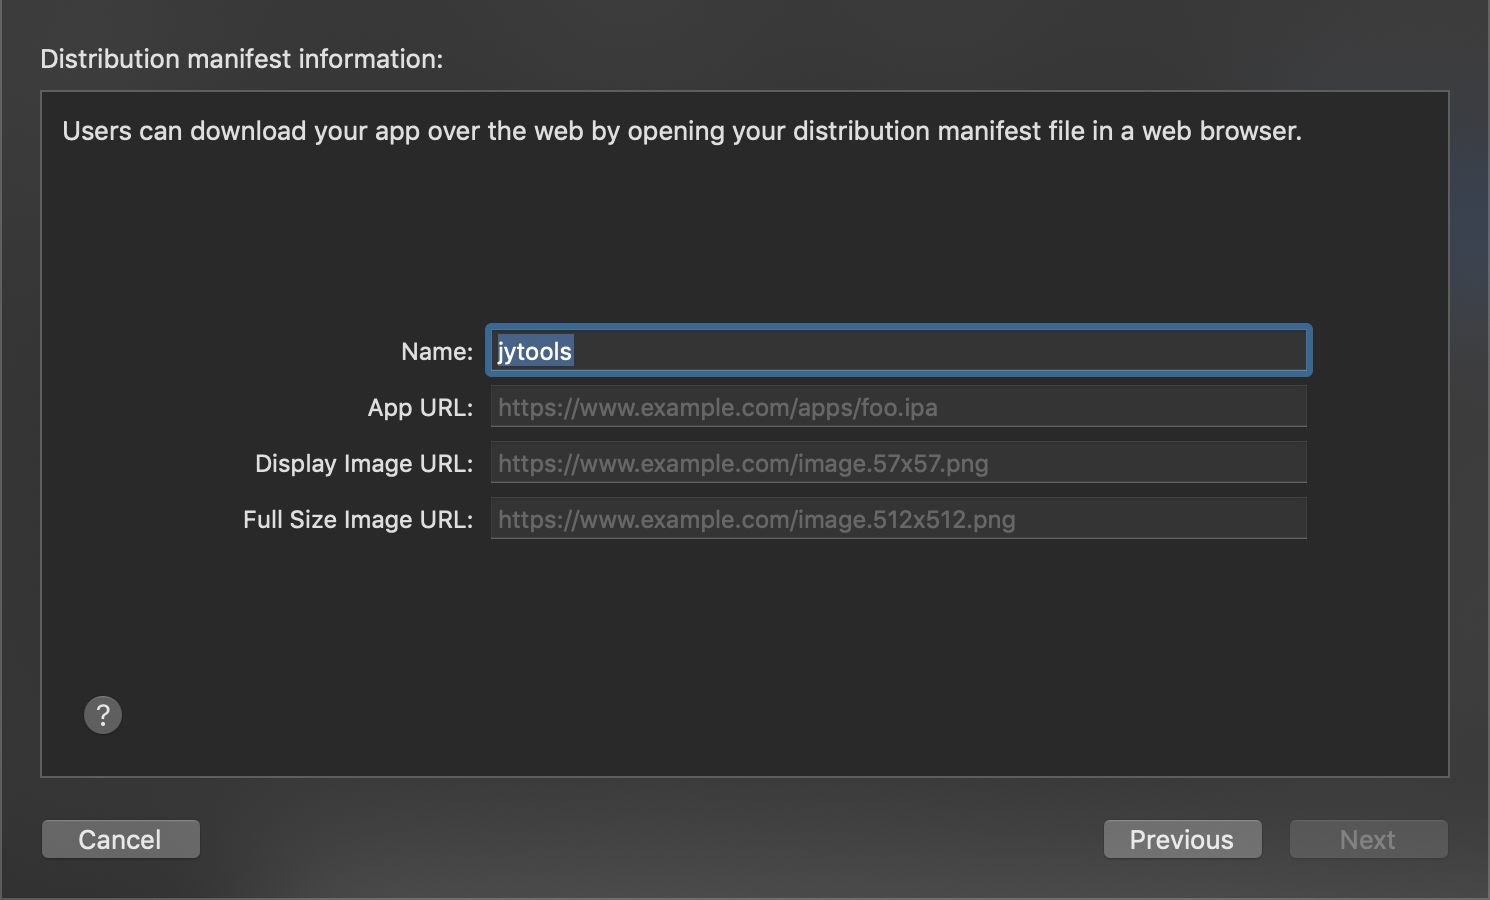 Distribution manifest information:
Users can download your app over the web by opening your distribution manifest file in a web browser.
Name: jytools
App URL: https://www.example.com/apps/foo.ipa
Display Image URL: https://www.example.com/image.57x57.png
Full Size Image URL: https://www.example.com/image.512x512.png
?
Cancel Previous Next